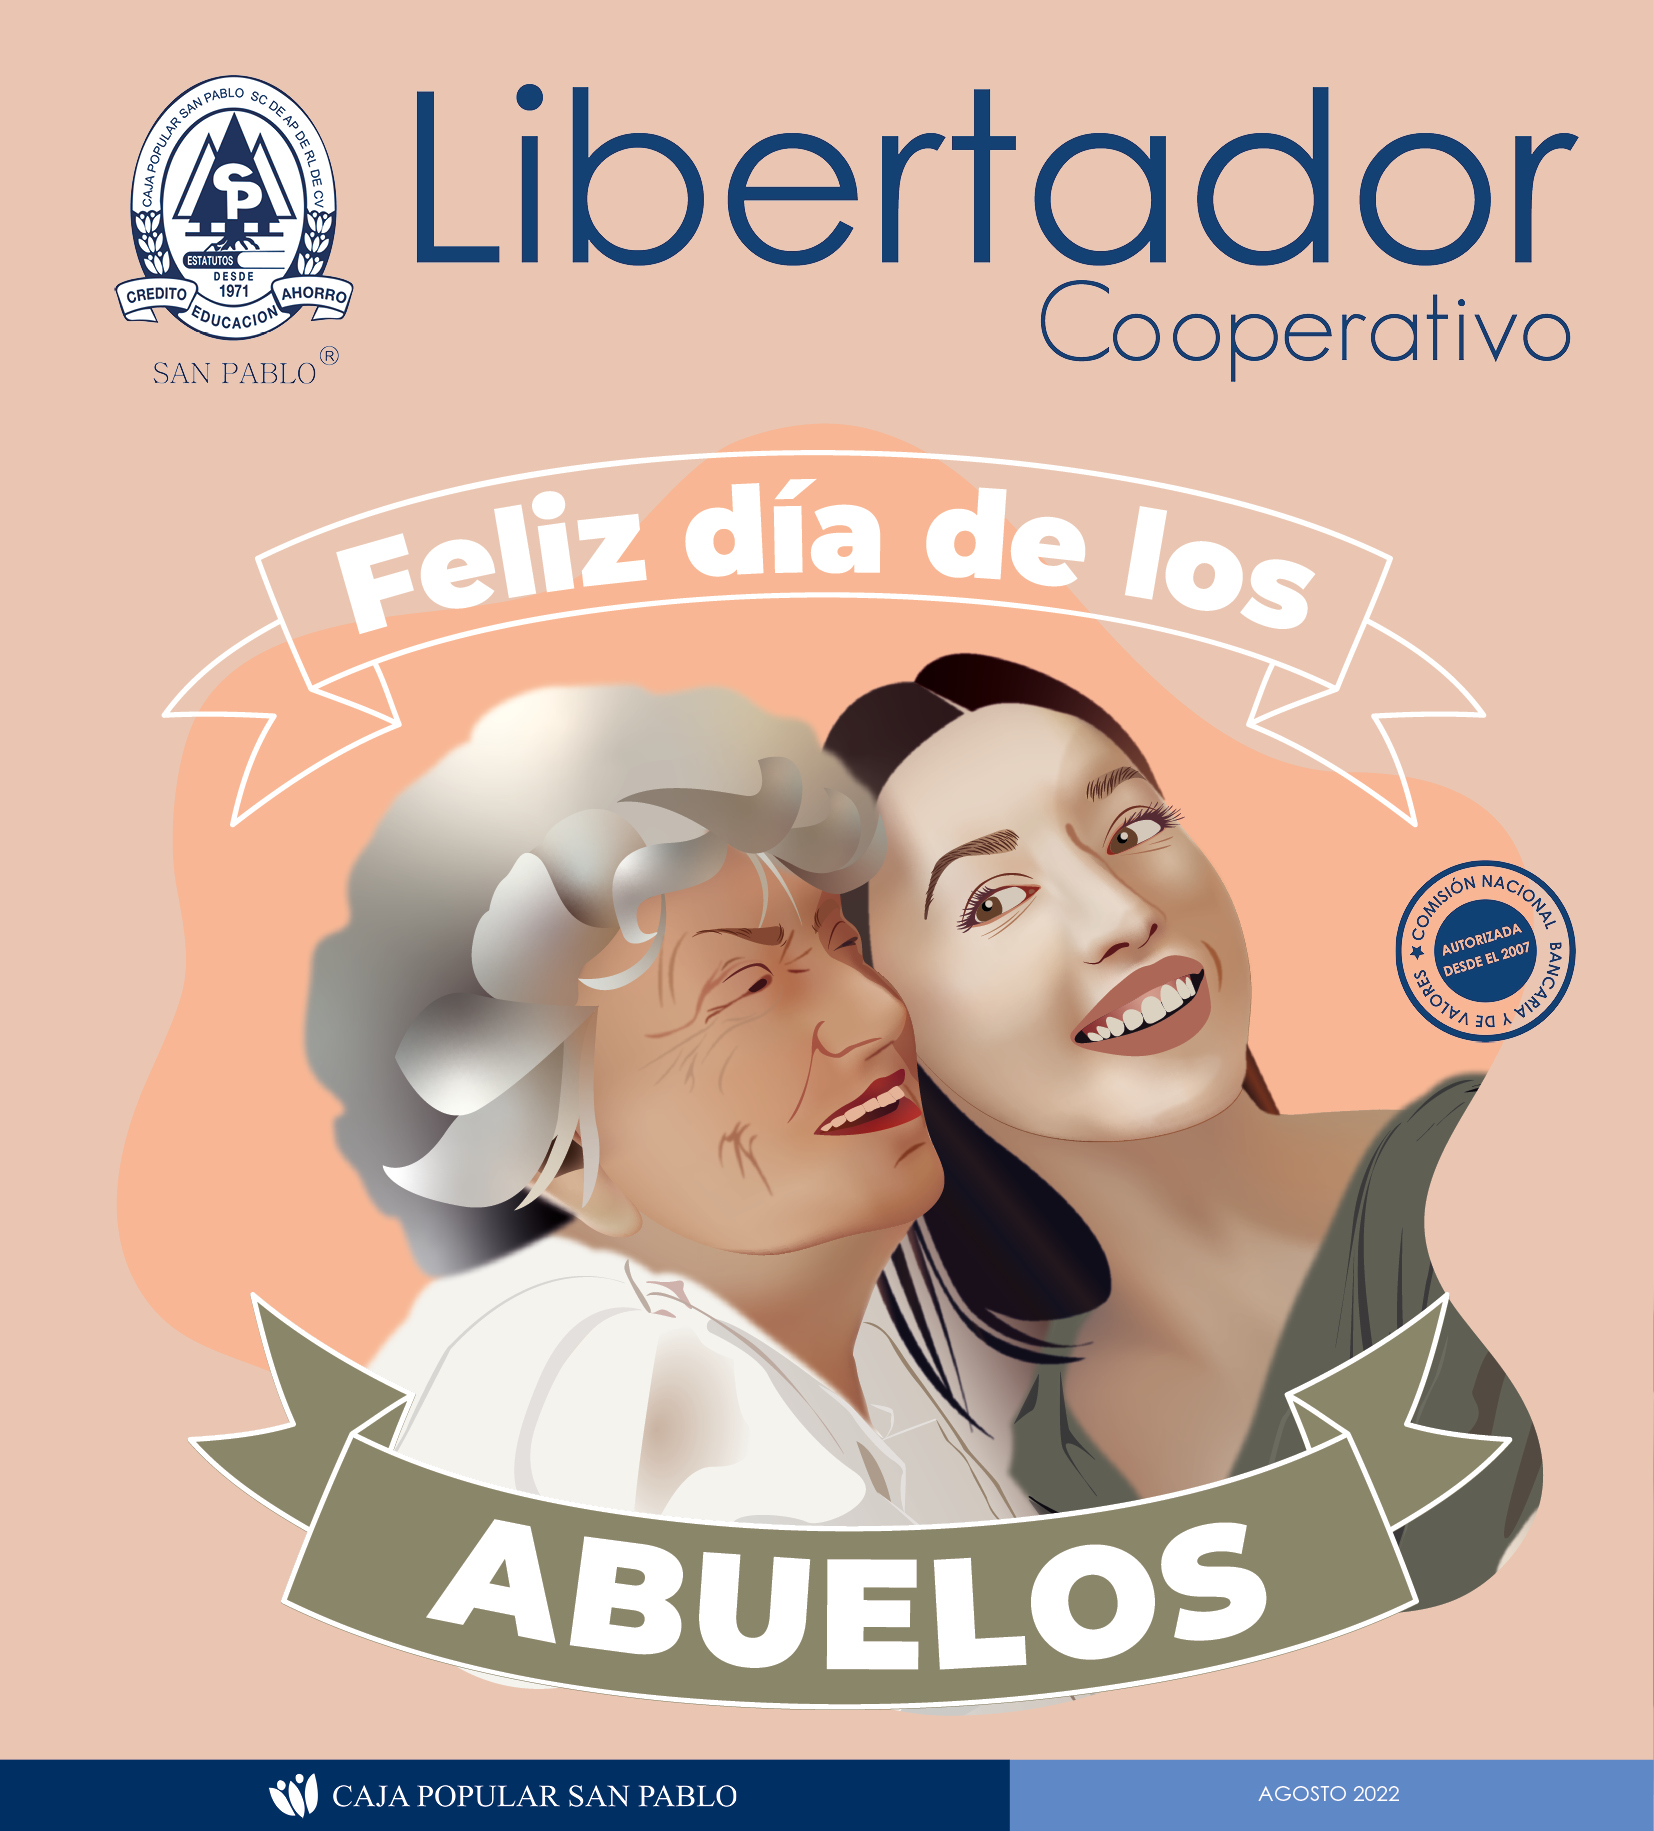 CAJA POPULAR SAN PABLO SC DE AP DE RL DE CV
SP
ESTATUTOS
DESDE
1971
CREDITO
EDUCACION
AHORRO
SAN PABLO®
Libertador
Cooperativo
Feliz día de los
COMISIÓN NACIONAL BANCARIA Y DE VALORES
AUTORIZADA
DESDE EL 2007
ABUELOS
CAJA POPULAR SAN PABLO
AGOSTO 2022